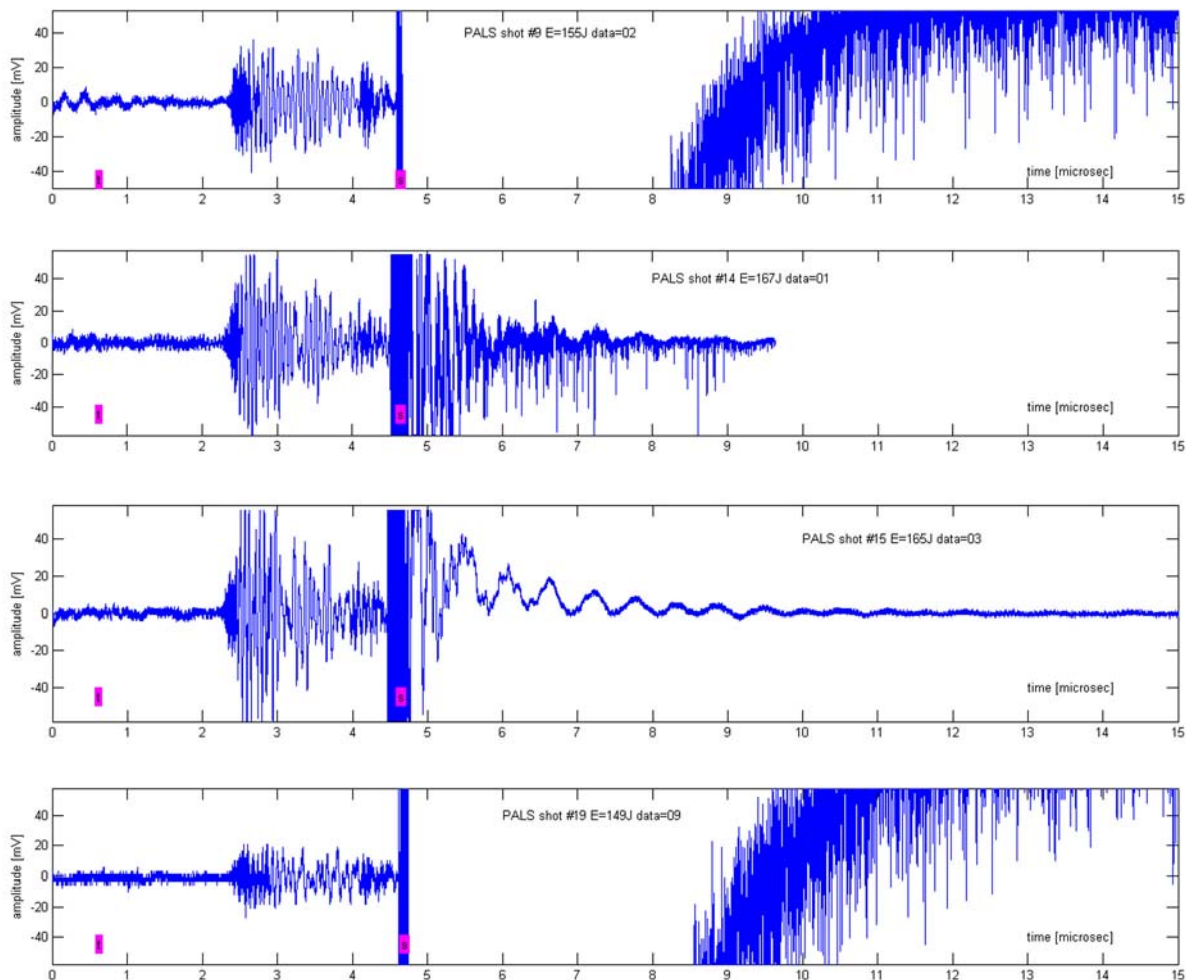 PALS shot #9 E=155J data=02
amplitude [mV]
40
20
0
-20
-40
time [microsec]
0 1 2 3 4 5 6 7 8 9 10 11 12 13 14 15
PALS shot #14 E=167J data=01
amplitude [mV]
40
20
0
-20
-40
time [microsec]
0 1 2 3 4 5 6 7 8 9 10 11 12 13 14 15
PALS shot #15 E=165J data=03
amplitude [mV]
40
20
0
-20
-40
time [microsec]
0 1 2 3 4 5 6 7 8 9 10 11 12 13 14 15
PALS shot #19 E=149J data=09
amplitude [mV]
40
20
0
-20
-40
time [microsec]
0 1 2 3 4 5 6 7 8 9 10 11 12 13 14 15